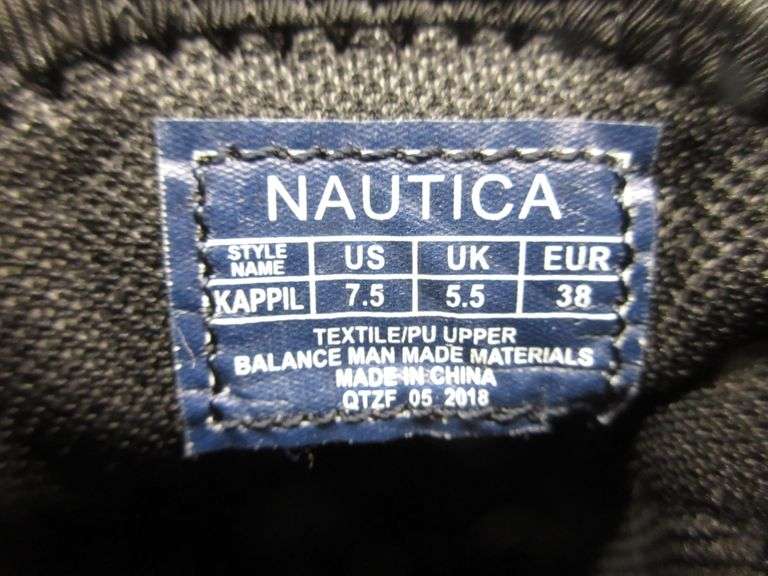 NAUTICA
STYLE NAME US UK EUR
KAPPIL 7.5 5.5 38
TEXTILE/PU UPPER
BALANCE MAN MADE MATERIALS
MADE IN CHINA
QTZF 05 2018